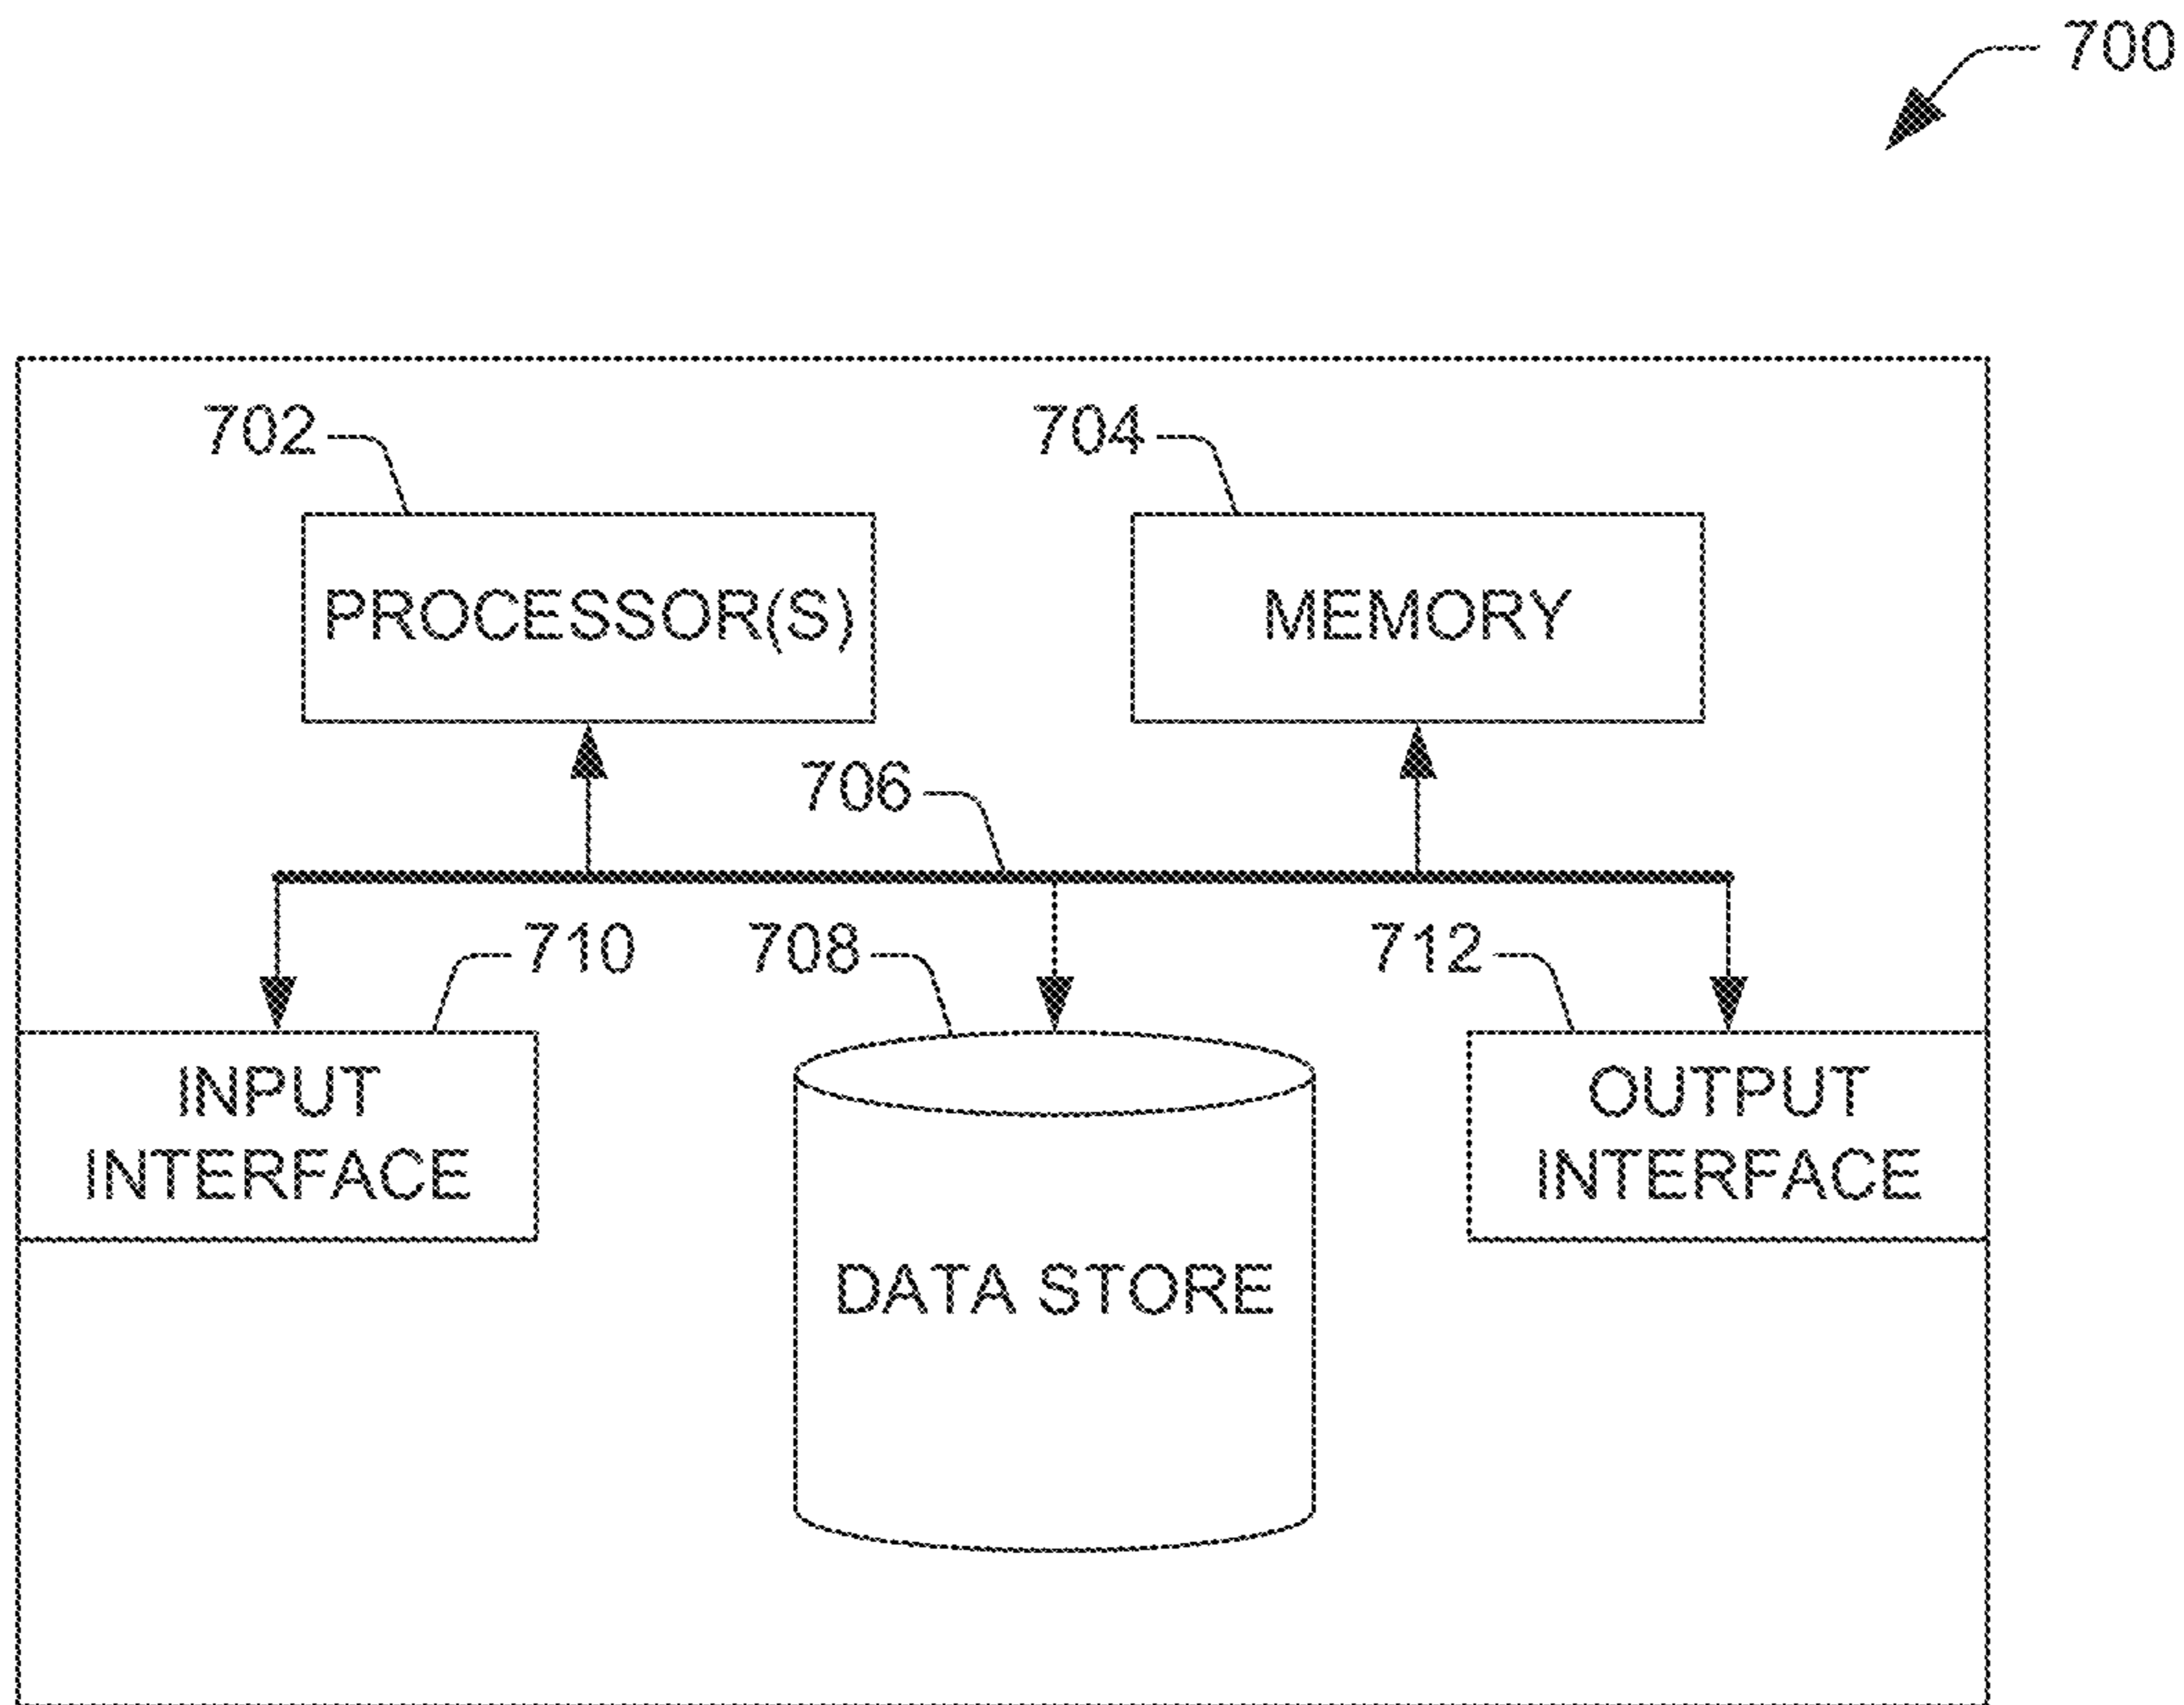 700
702
704
PROCESSOR(S)
MEMORY
706
710
708
712
INPUT
INTERFACE
DATA STORE
OUTPUT
INTERFACE